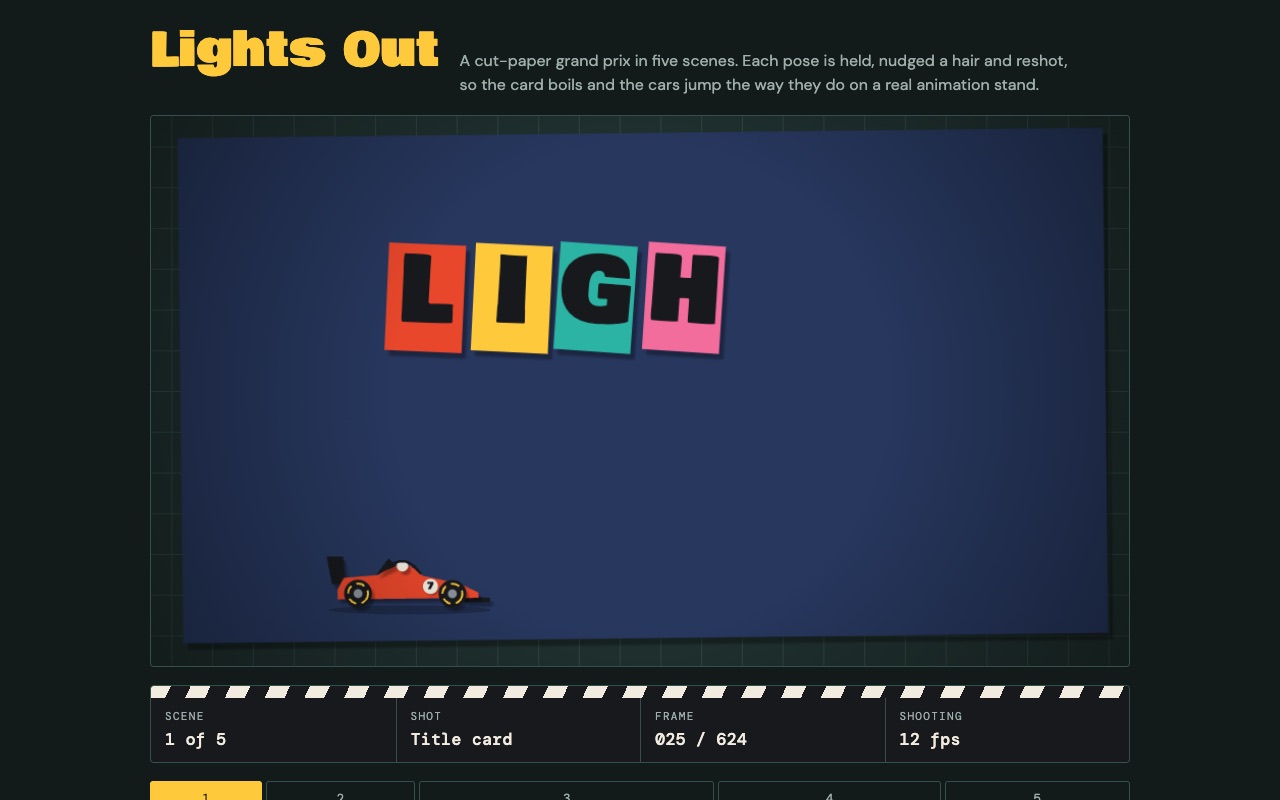 Lights Out
A cut-paper grand prix in five scenes. Each pose is held, nudged a hair and reshot,
so the card boils and the cars jump the way they do on a real animation stand.
LIGH
7
SCENE
1 of 5
SHOT
Title card
FRAME
025 / 624
SHOOTING
12 fps
1 2 3 4 5